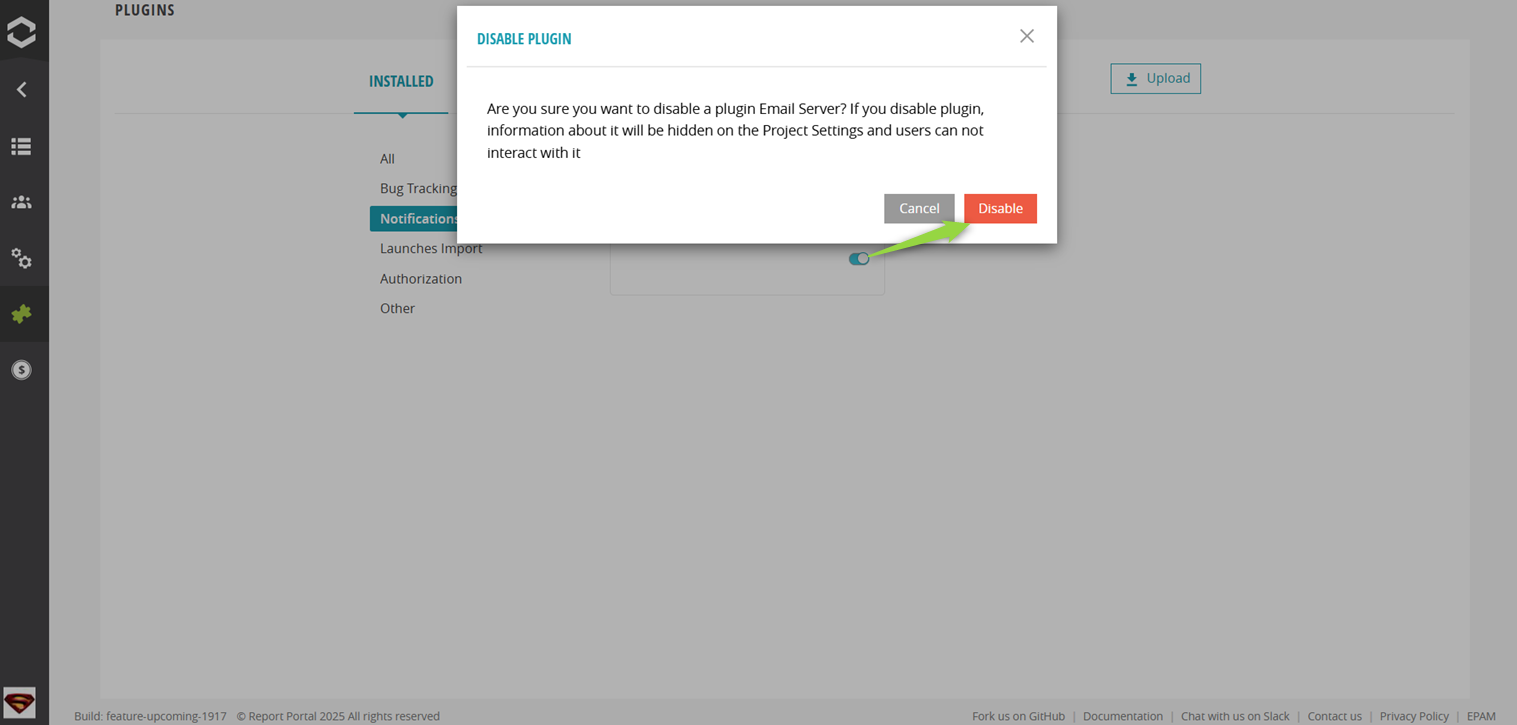 PLUGINS
DISABLE PLUGIN
INSTALLED
Upload
Are you sure you want to disable a plugin Email Server? If you disable plugin,
information about it will be hidden on the Project Settings and users can not
interact with it
All
Bug Tracking
Cancel
Disable
Notifications
Launches Import
Authorization
Other
$
Build: feature-upcoming-1917 © Report Portal 2025 All rights reserved
Fork us on GitHub | Documentation | Chat with us on Slack | Contact us | Privacy Policy | EPAM